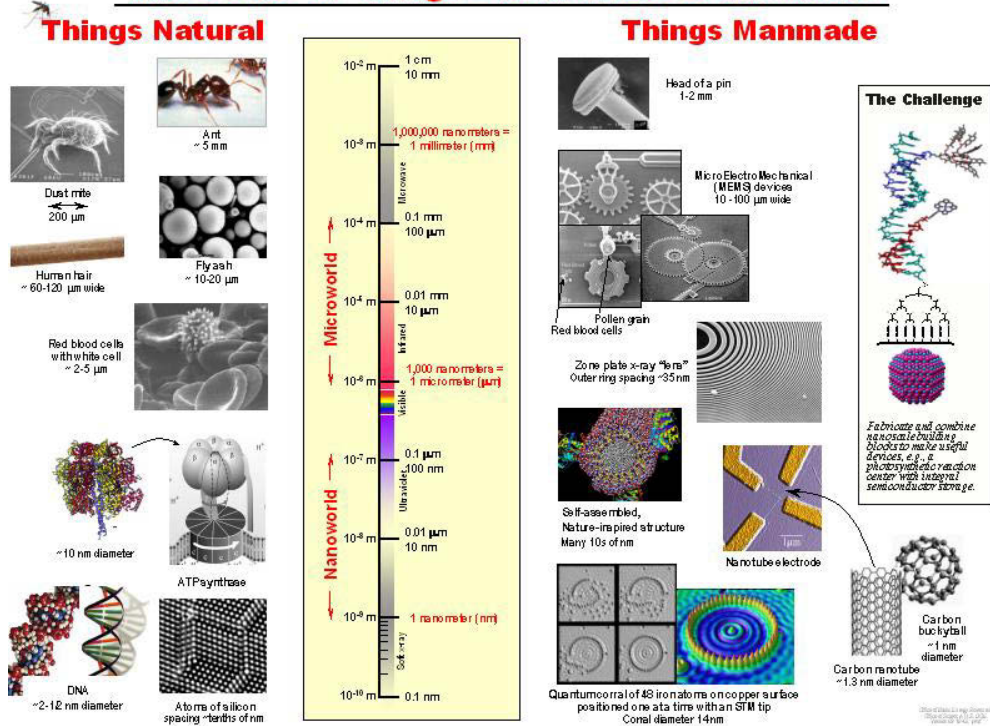 Things Natural
Things Manmade
Ant
~ 5 mm
Dust mite
200 µm
Human hair
~ 60-120 µm wide
Fly ash
~ 10-20 µm
Red blood cells
with white cell
~ 2-5 µm
~10 nm diameter
ATP synthase
DNA
~2-1/2 nm diameter
Atoms of silicon
spacing ~tenths of nm
10-2 m
1 cm
10 mm
10-3 m
1,000,000 nanometers =
1 millimeter (mm)
Microwave
10-4 m
0.1 mm
100 µm
Microworld
10-4 m
0.01 mm
10 µm
Infrared
10-6 m
1,000 nanometers =
1 micrometer (µm)
Visible
10-7 m
0.1 µm
100 nm
Ultraviolet
Nanoworld
10-8 m
0.01 µm
10 nm
10-9 m
1 nanometer (nm)
Soft x-ray
10-10 m
0.1 nm
Head of a pin
1-2 mm
MicroElectroMechanical
(MEMS) devices
10 -100 µm wide
Pollen grain
Red blood cells
Zone plate x-ray "lens"
Outer ring spacing ~35 nm
Self-assembled,
Nature-inspired structure
Many 10s of nm
1µm
Nanotube electrode
Quantum corral of 48 iron atoms on copper surface
positioned one at a time with an STM tip
Corral diameter 14 nm
Carbon nanotube
~1.3 nm diameter
Carbon
buckyball
~1 nm
diameter
The Challenge
Fabricate and combine
nanoscale building
blocks to make useful
devices, e.g., a
photosynthetic reaction
center with integral
semiconductor storage.